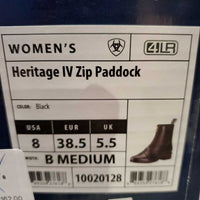 WOMEN'S
4LR
Heritage IV Zip Paddock
COLOR: Black
USA EUR UK
8 38.5 5.5
WIDTH B MEDIUM
10020128